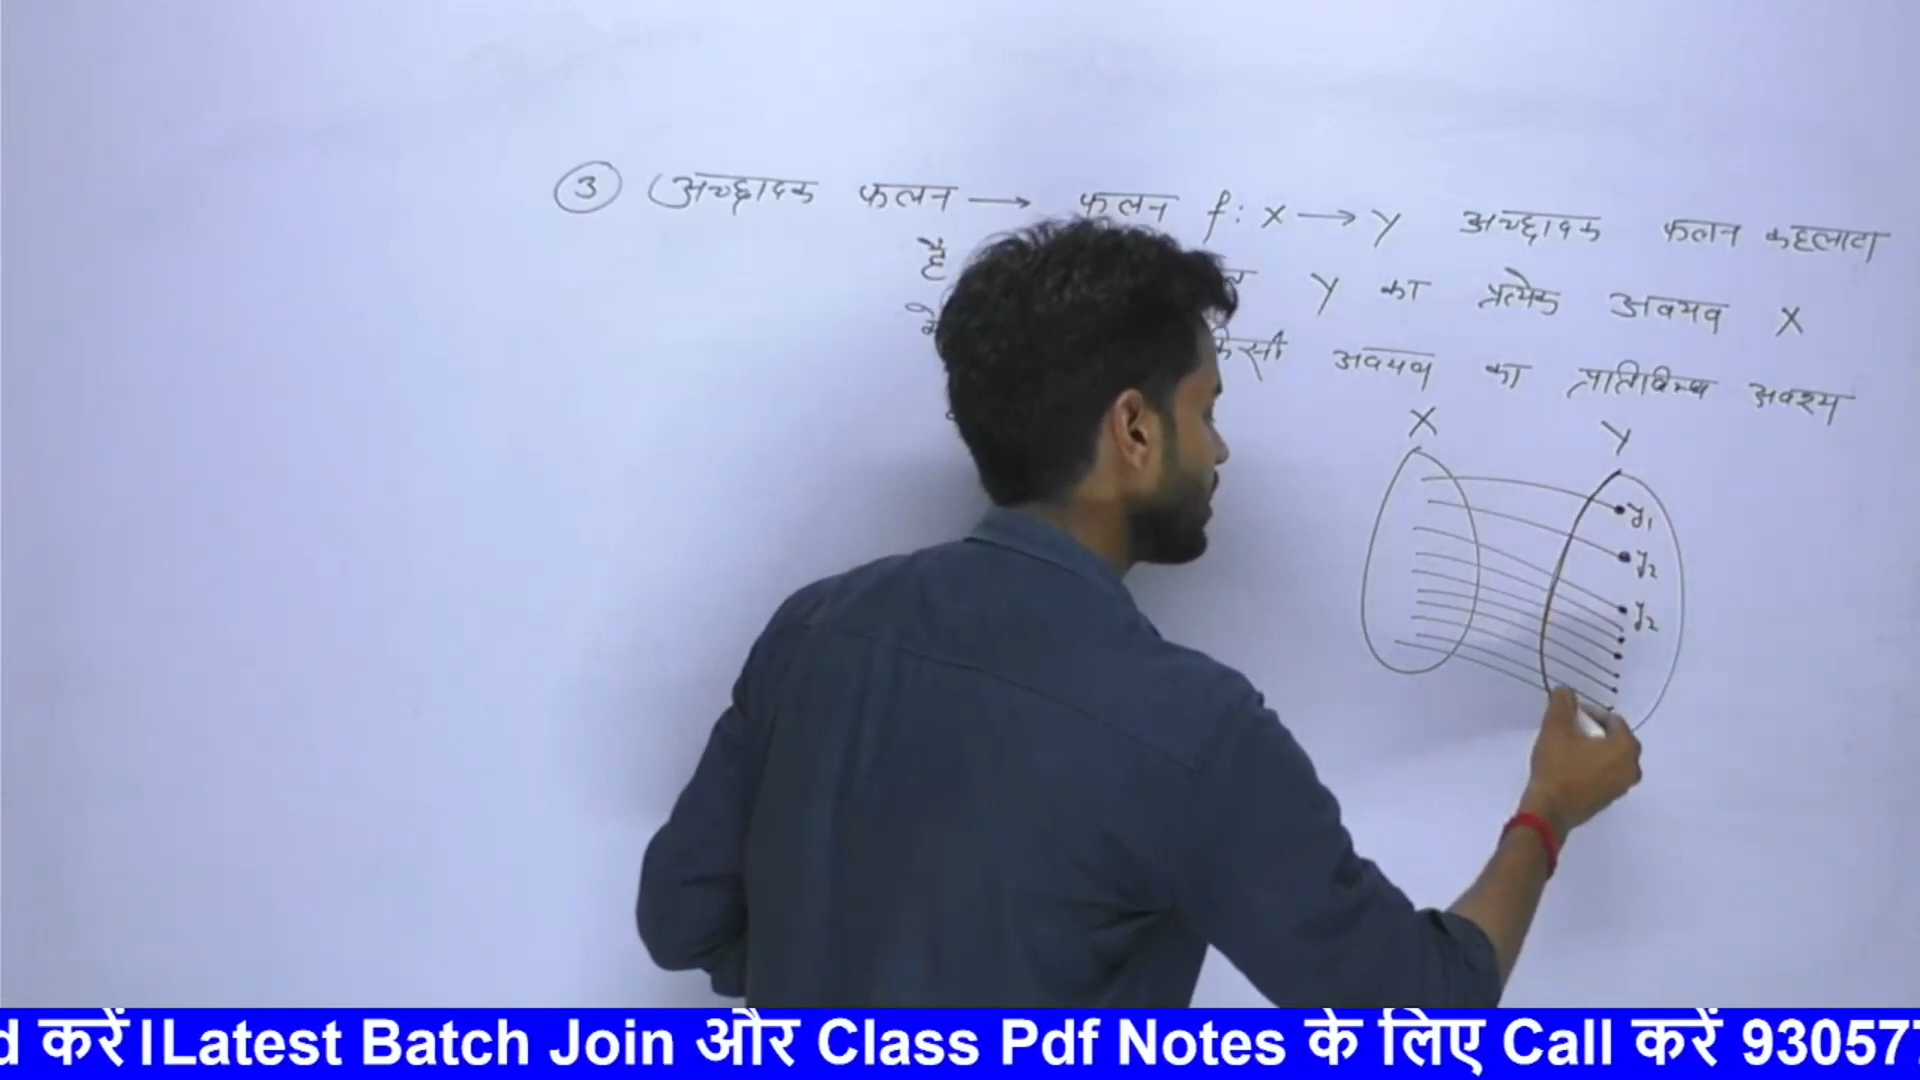 3 अच्छादक फलन → फलन f: X → Y अच्छादक फलन कहलाता
है Y का प्रत्येक अवयव X
किसी अवयव का प्रतिबिम्ब अवश्य
X Y
y1
y2
y2
d करें।Latest Batch Join और Class Pdf Notes के लिए Call करें 930577